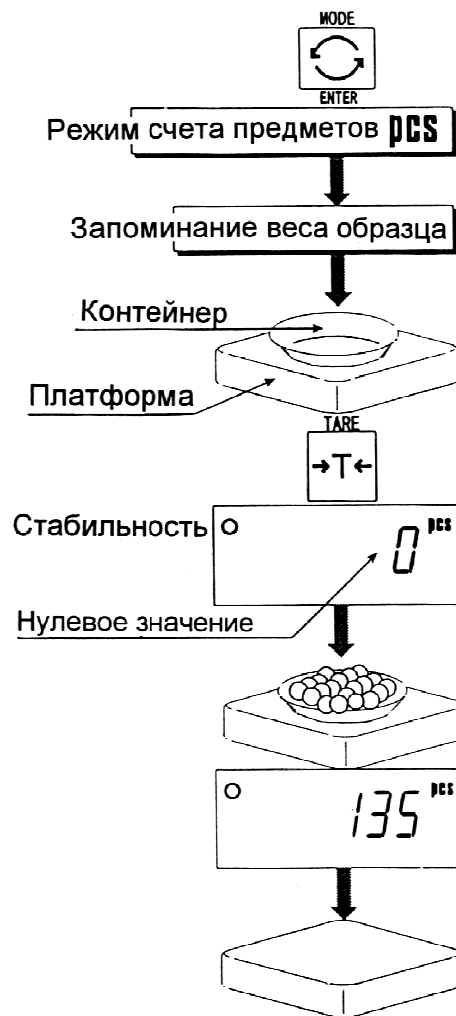 MODE
ENTER
Режим счета предметов pcs
Запоминание веса образца
Контейнер
Платформа
TARE
→T←
Стабильность
0 pcs
Нулевое значение
135 pcs